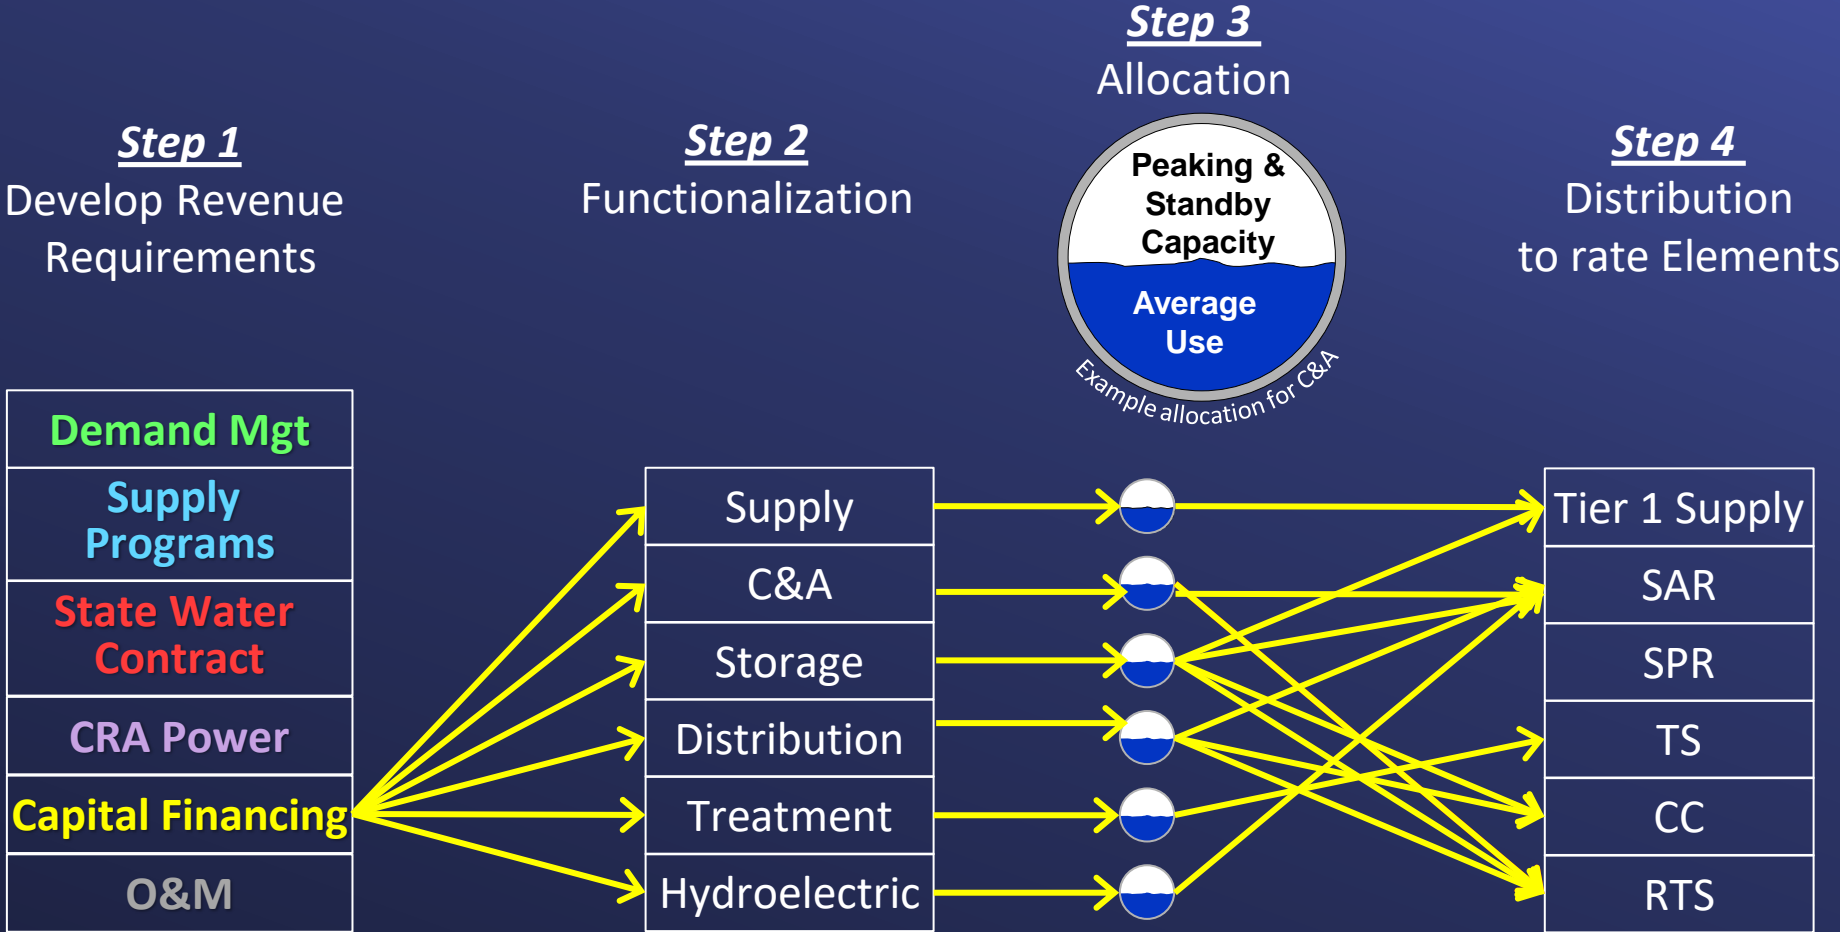 Step 1
Develop Revenue
Requirements
Step 2
Functionalization
Step 3
Allocation
Peaking &
Standby
Capacity
Average
Use
Example allocation for C&A
Step 4
Distribution
to rate Elements
Demand Mgt
Supply
Programs
State Water
Contract
CRA Power
Capital Financing
O&M
Supply
C&A
Storage
Distribution
Treatment
Hydroelectric
Tier 1 Supply
SAR
SPR
TS
CC
RTS